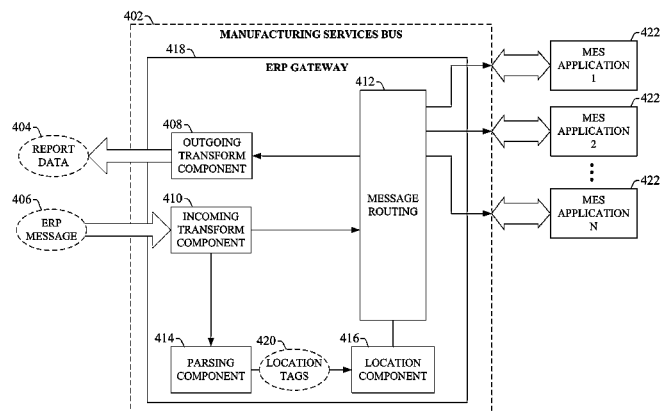 402
MANUFACTURING SERVICES BUS
418
ERP GATEWAY
412
422
MES
APPLICATION
1
404
REPORT
DATA
408
OUTGOING
TRANSFORM
COMPONENT
422
MES
APPLICATION
2
406
ERP
MESSAGE
410
INCOMING
TRANSFORM
COMPONENT
MESSAGE
ROUTING
422
MES
APPLICATION
N
414
PARSING
COMPONENT
420
LOCATION
TAGS
416
LOCATION
COMPONENT